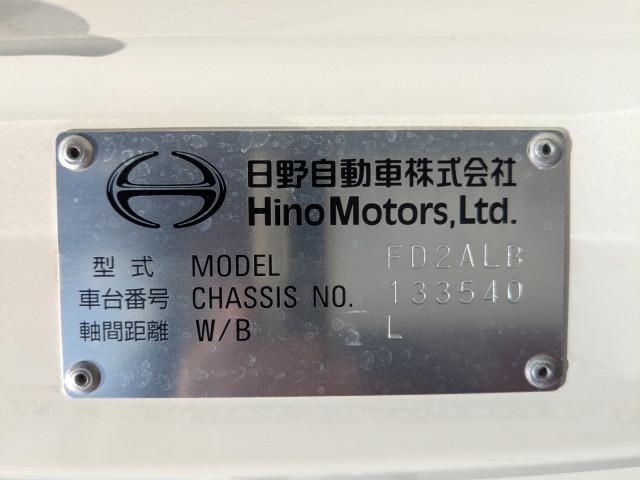 日野自動車株式会社
Hino Motors, Ltd.
型式 MODEL FD2ALB
車台番号 CHASSIS NO. 133540
軸間距離 W/B L